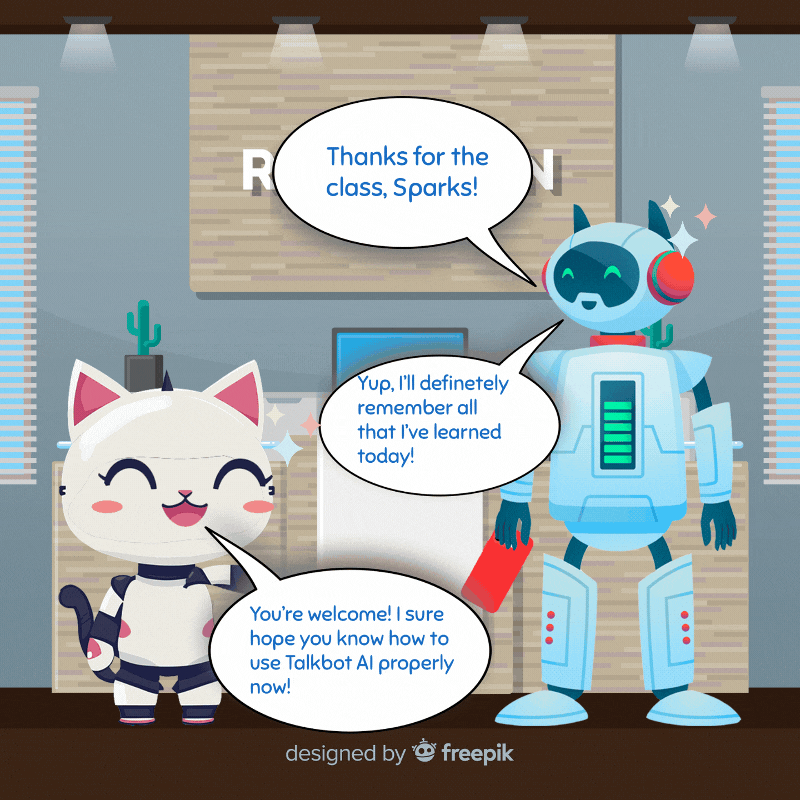 R N
Thanks for the
class, Sparks!
Yup, I'll definetely
remember all
that I've learned
today!
You're welcome! I sure
hope you know how to
use Talkbot AI properly
now!
designed by freepik